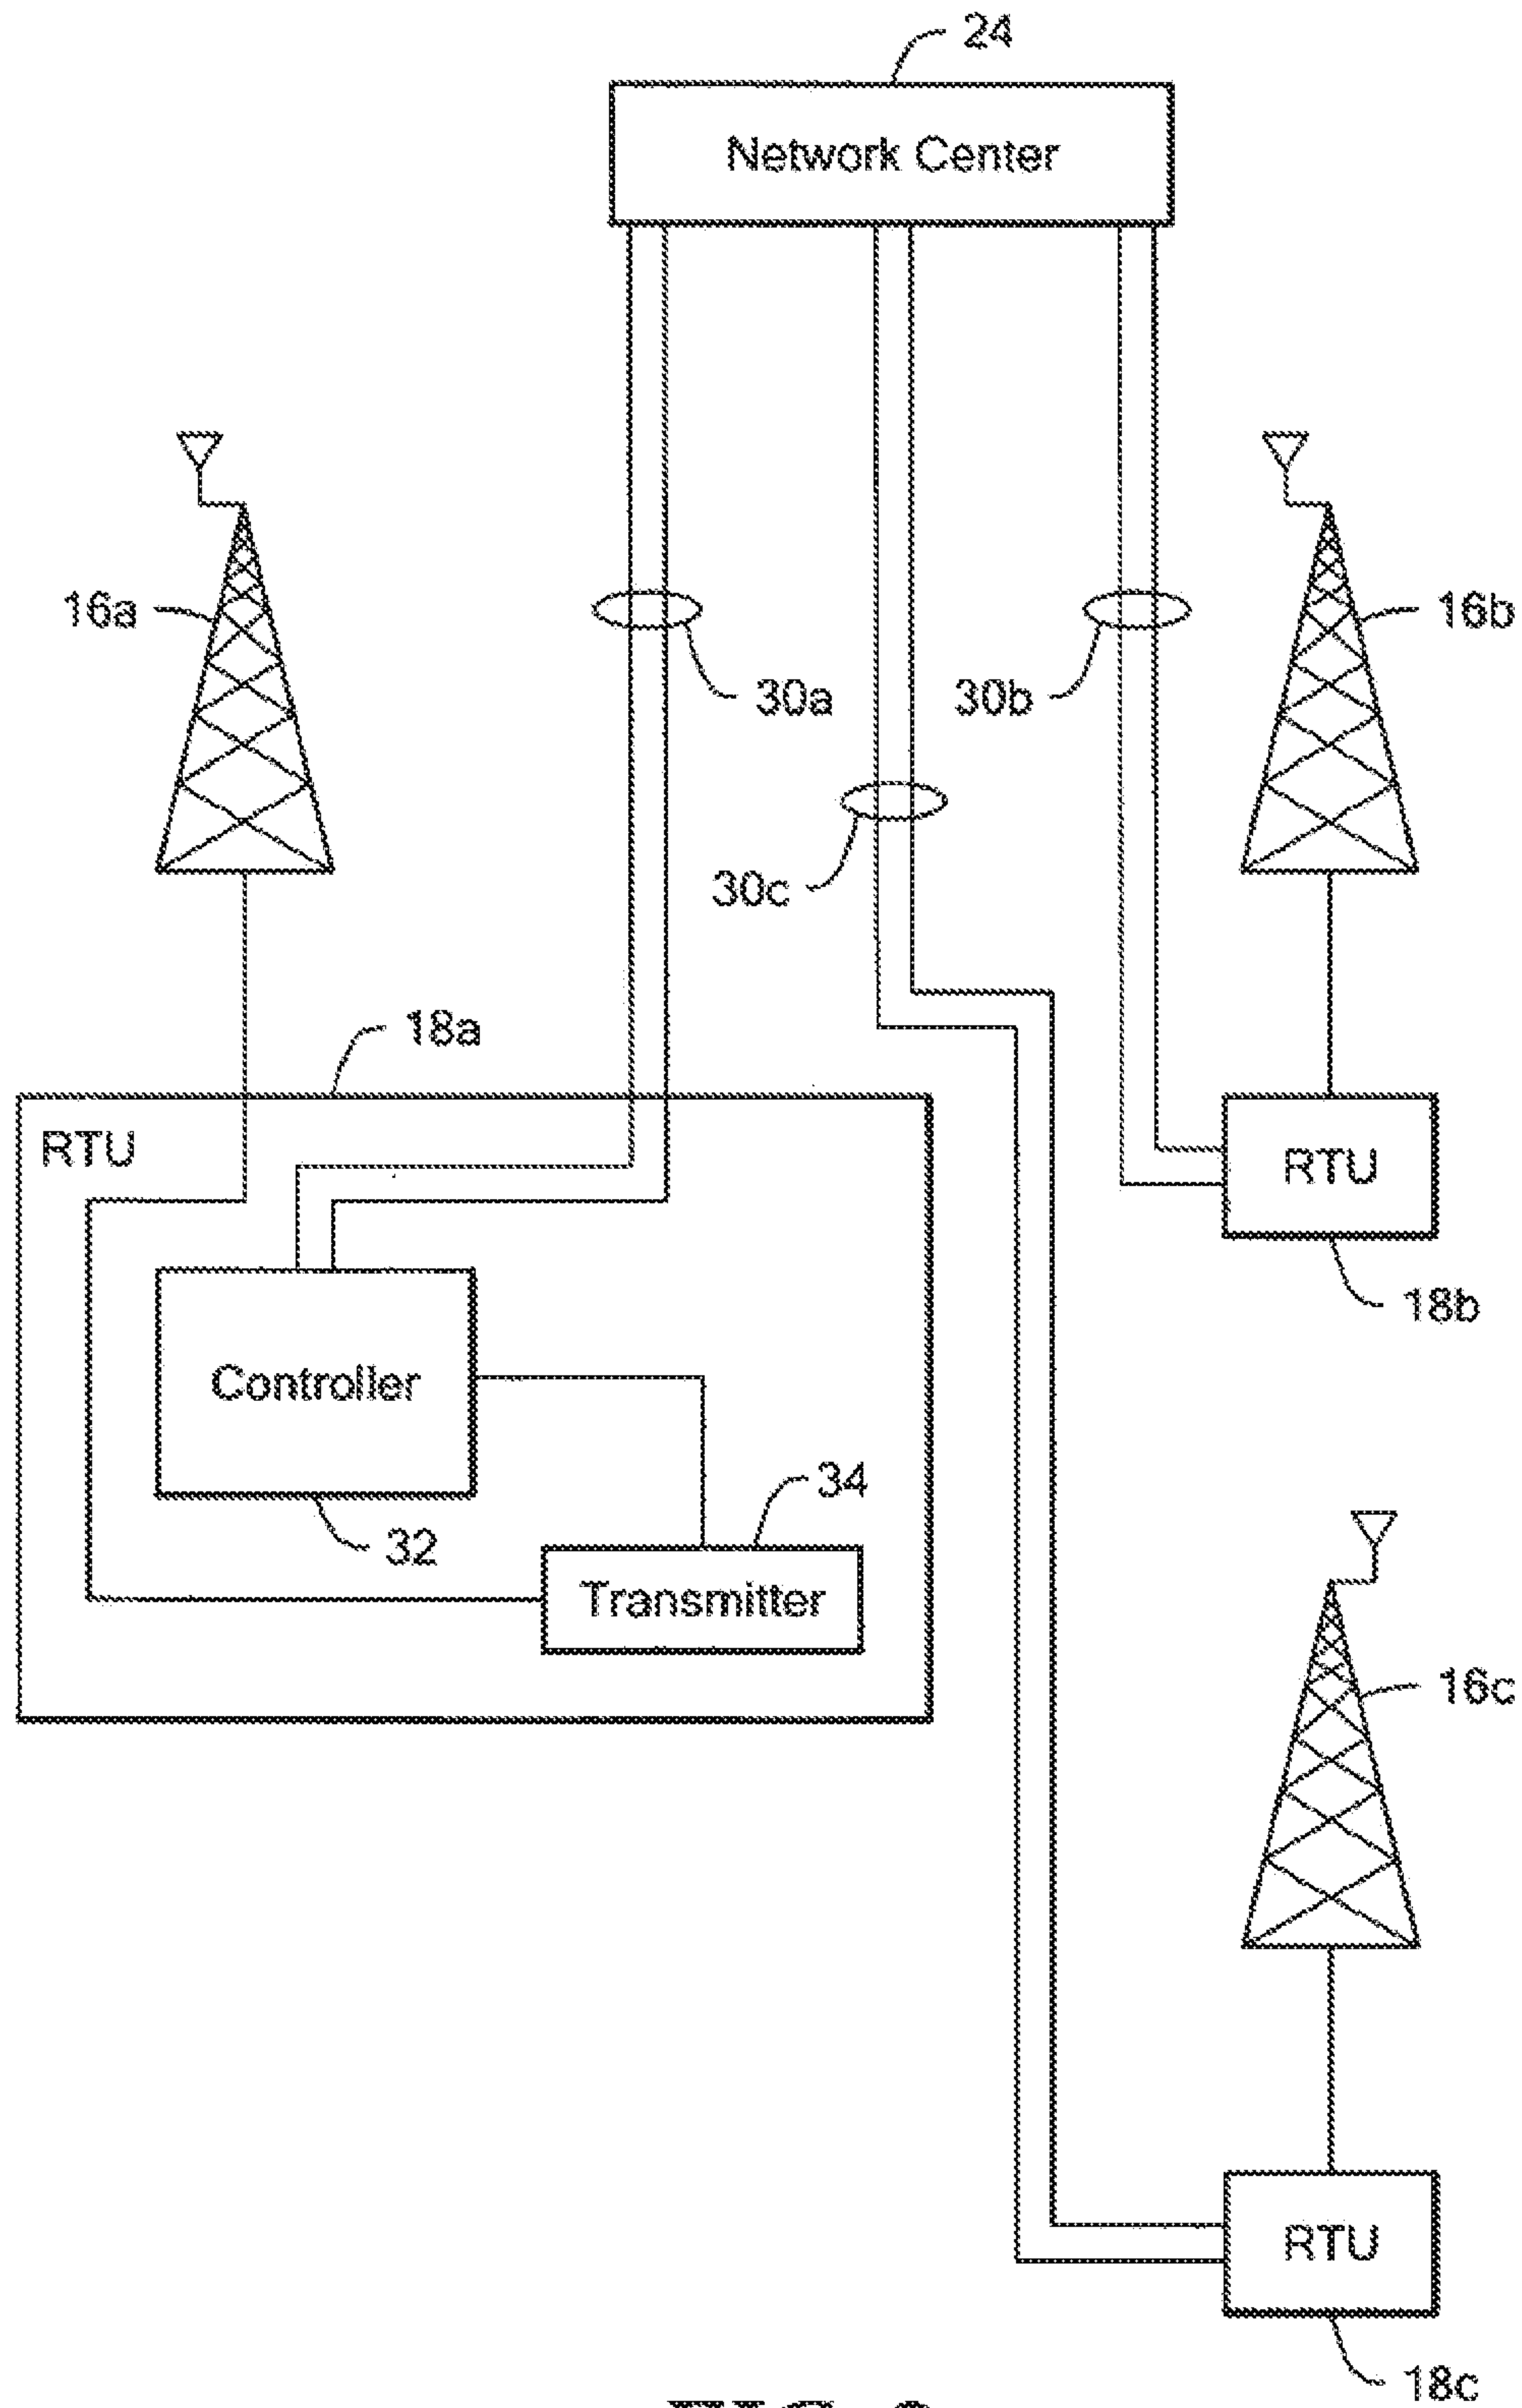 24
Network Center
16a
16b
30a
30b
30c
18a
RTU
RTU
18b
Controller
34
32
Transmitter
16c
RTU
18c